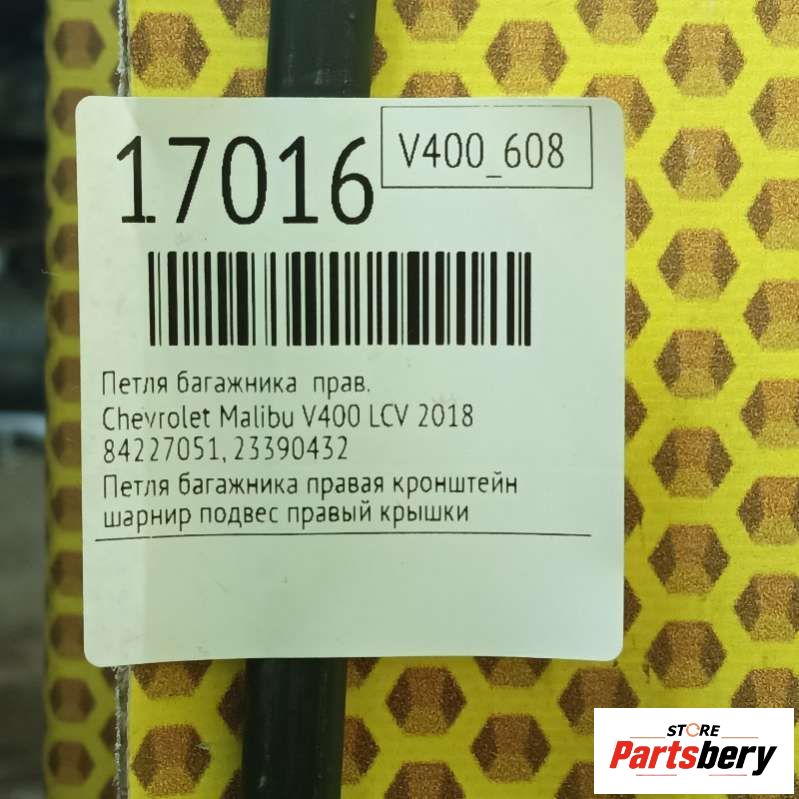 17016
V400_608
Петля багажника прав.
Chevrolet Malibu V400 LCV 2018
84227051, 23390432
Петля багажника правая кронштейн
шарнир подвес правый крышки
STORE
Partsbery